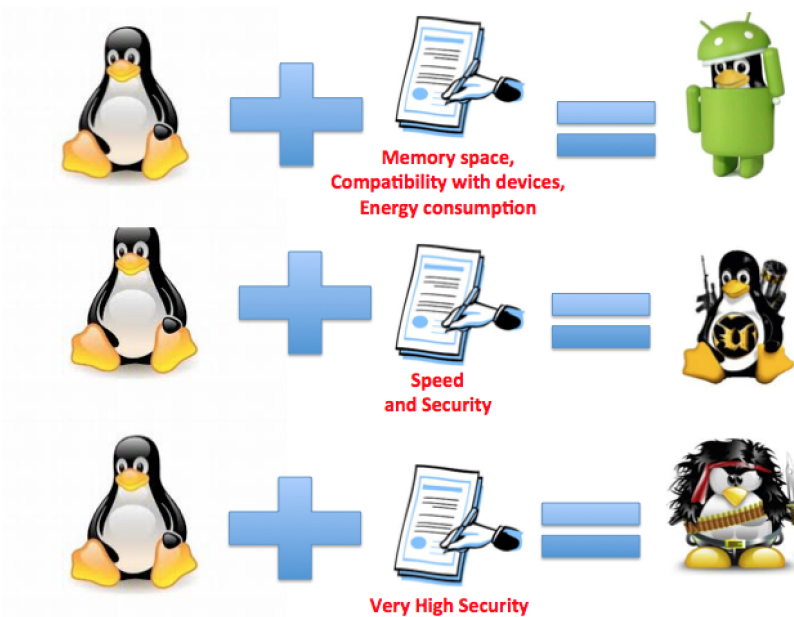 Memory space,
Compatibility with devices,
Energy consumption
Speed
and Security
Very High Security